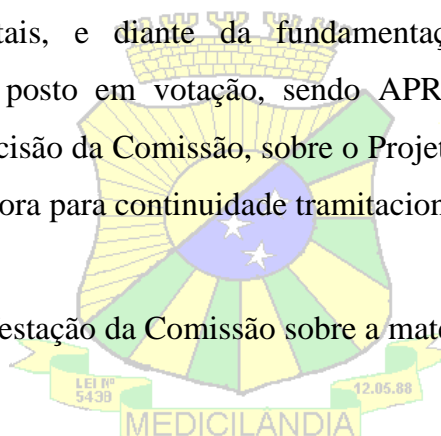 tais, e diante da fundamentaç
posto em votação, sendo APR
cisão da Comissão, sobre o Projet
ora para continuidade tramitacion
estação da Comissão sobre a maté
LEI Nº
5438
12.05.88
MEDICILANDIA